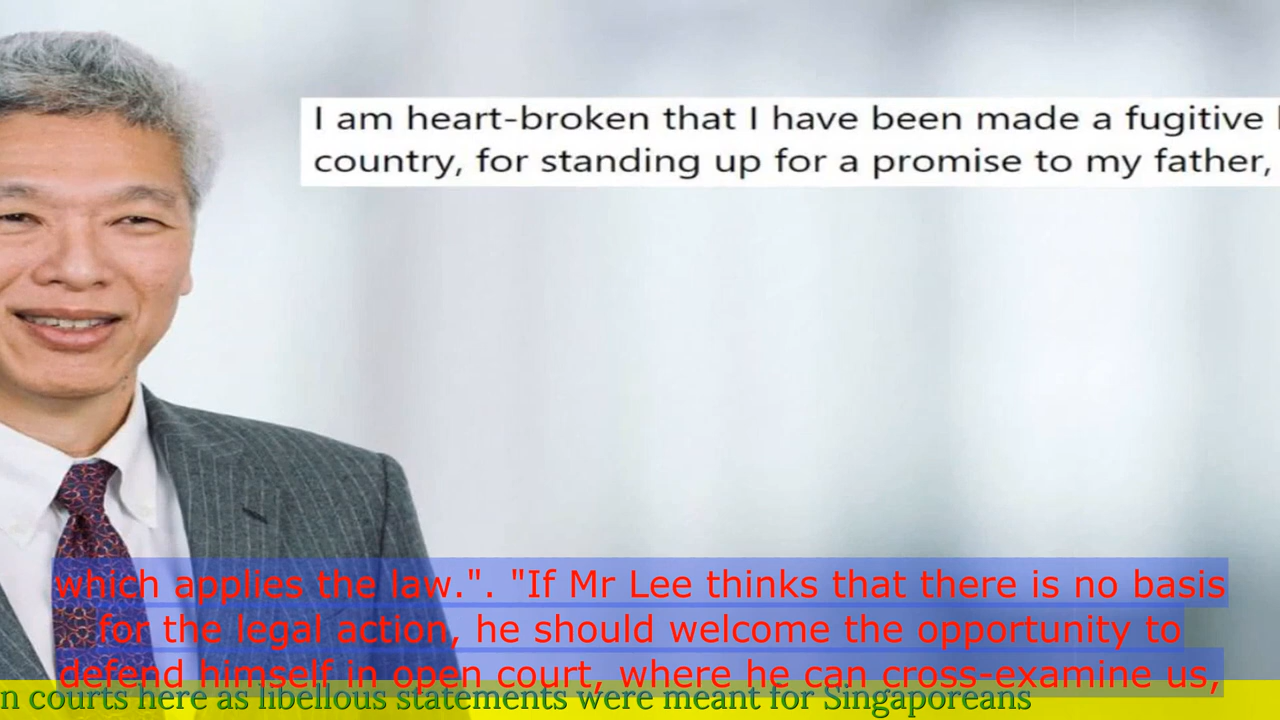 I am heart-broken that I have been made a fugitive
country, for standing up for a promise to my father,
which applies the law.". "If Mr Lee thinks that there is no basis
for the legal action, he should welcome the opportunity to
defend himself in open court, where he can cross-examine us,
n courts here as libellous statements were meant for Singaporeans